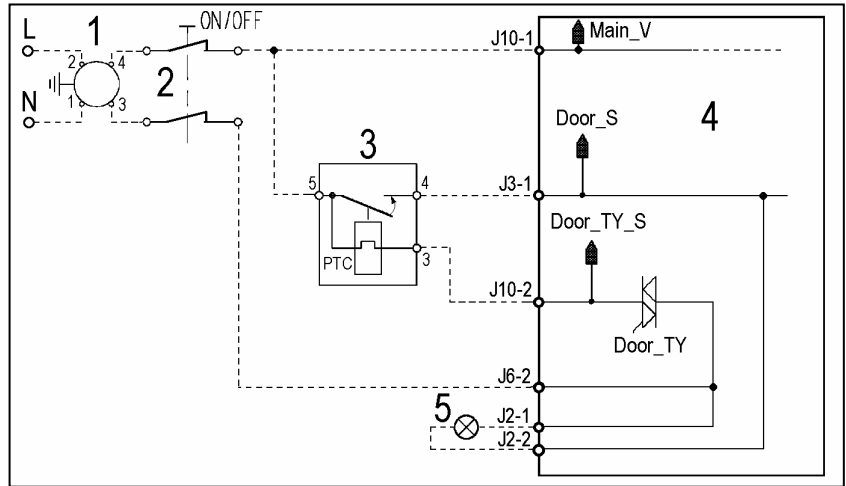 ON/OFF
L
1
2
4
N
1
3
2
J10-1
Main_V
4
3
5
4
3
PTC
J3-1
Door_S
J10-2
Door_TY_S
Door_TY
J6-2
5
J2-1
J2-2